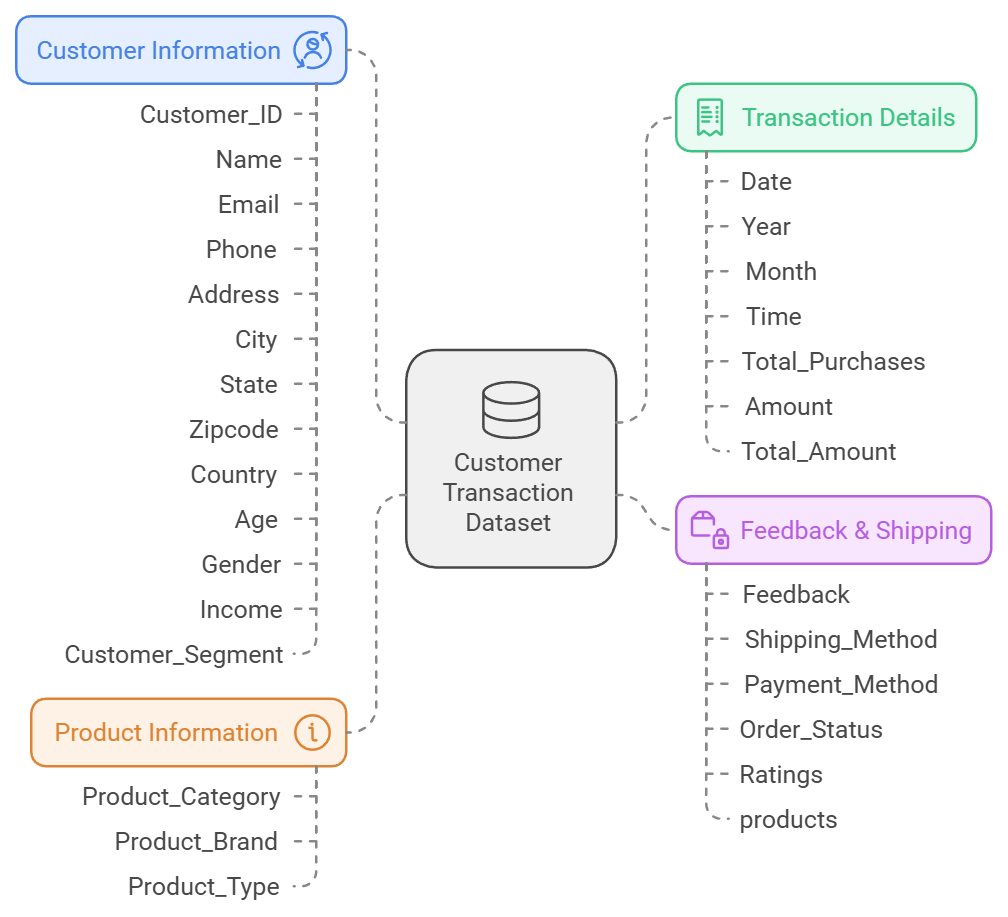 Customer Information
Customer_ID
Name
Email
Phone
Address
City
State
Zipcode
Country
Age
Gender
Income
Customer_Segment
Product Information
Product_Category
Product_Brand
Product_Type
Customer
Transaction
Dataset
Transaction Details
Date
Year
Month
Time
Total_Purchases
Amount
Total_Amount
Feedback & Shipping
Feedback
Shipping_Method
Payment_Method
Order_Status
Ratings
products